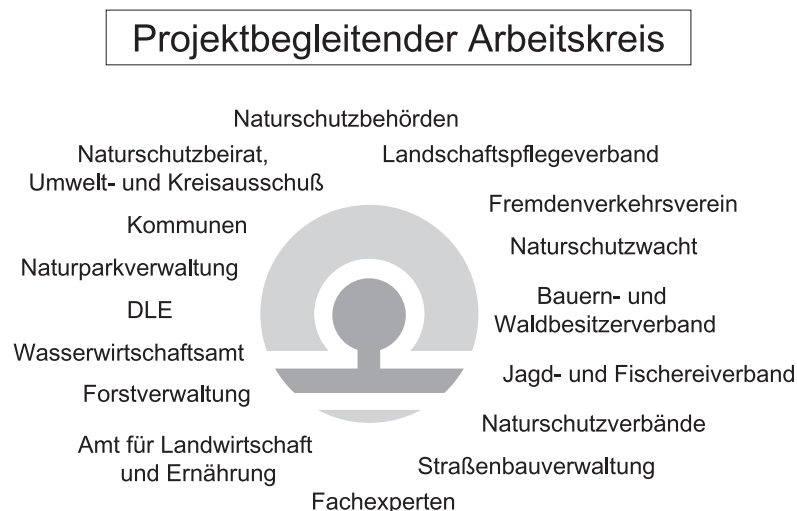 Projektbegleitender Arbeitskreis
Naturschutzbehörden
Naturschutzbeirat,
Umwelt- und Kreisausschuß
Landschaftspflegeverband
Kommunen
Fremdenverkehrsverein
Naturschutzwacht
Naturparkverwaltung
DLE
Bauern- und
Waldbesitzerverband
Wasserwirtschaftsamt
Jagd- und Fischereiverband
Forstverwaltung
Naturschutzverbände
Amt für Landwirtschaft
und Ernährung
Straßenbauverwaltung
Fachexperten